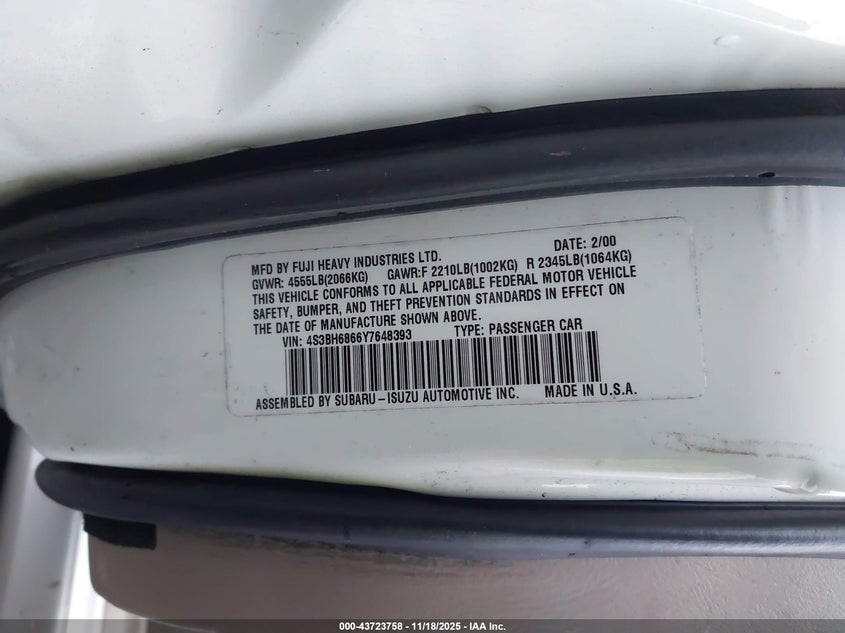 MFD BY FUJI HEAVY INDUSTRIES LTD. DATE: 2/00
GVWR: 4555LB(2066KG) GAWR:F 2210LB(1002KG) R 2345LB(1064KG)
THIS VEHICLE CONFORMS TO ALL APPLICABLE FEDERAL MOTOR VEHICLE
SAFETY, BUMPER, AND THEFT PREVENTION STANDARDS IN EFFECT ON
THE DATE OF MANUFACTURE SHOWN ABOVE.
VIN: 4S3BH6866Y7648393 TYPE: PASSENGER CAR
ASSEMBLED BY SUBARU-ISUZU AUTOMOTIVE INC. MADE IN U.S.A.
000-43723758 - 11/18/2025 - IAA Inc.